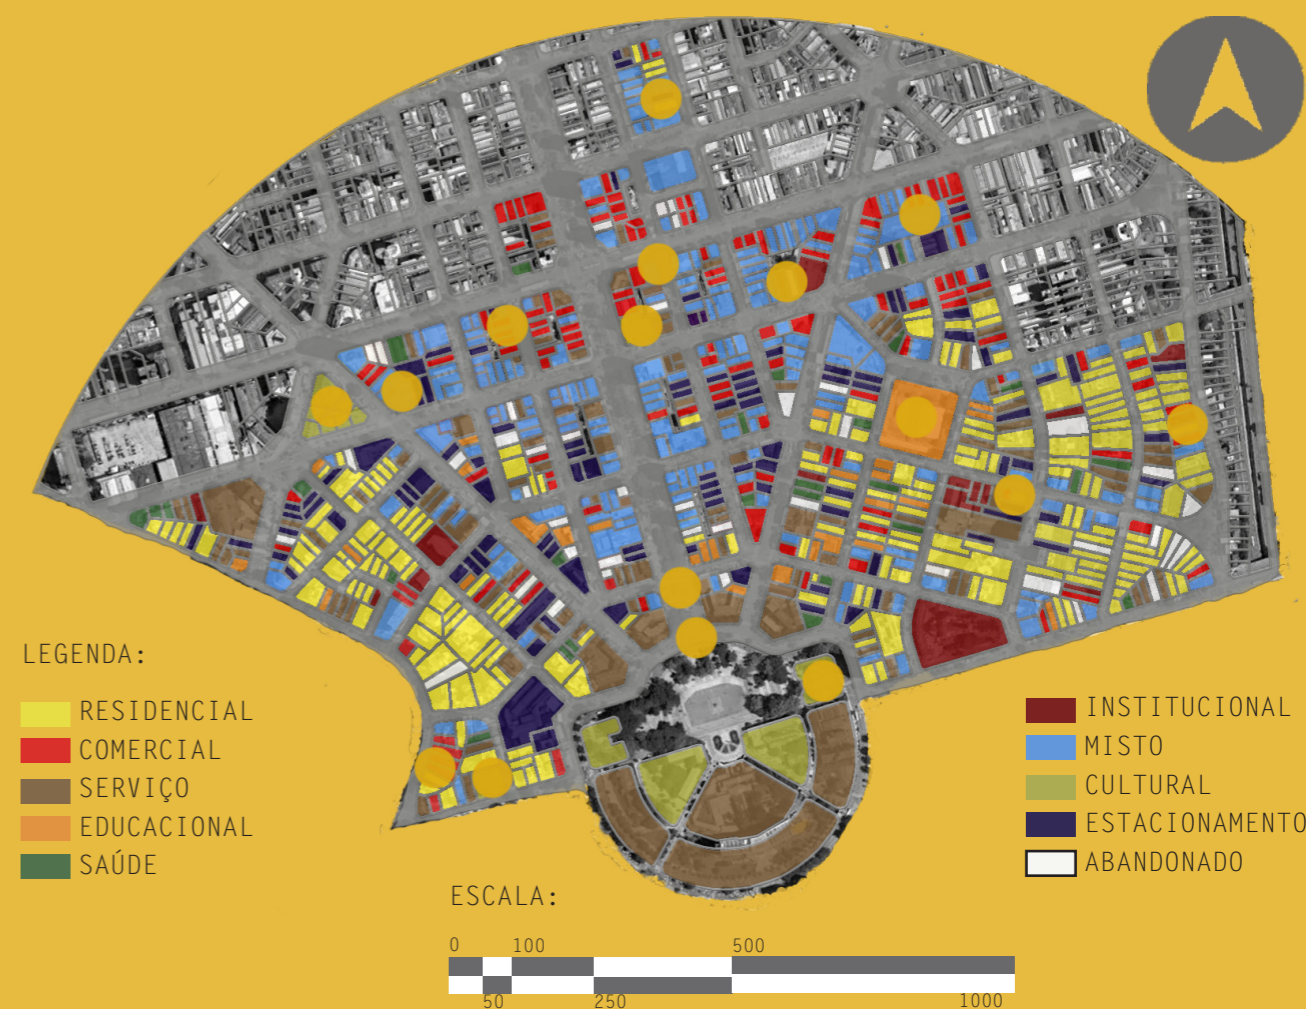 LEGENDA:
RESIDENCIAL
COMERCIAL
SERVIÇO
EDUCACIONAL
SAÚDE
INSTITUCIONAL
MISTO
CULTURAL
ESTACIONAMENTO
ABANDONADO
ESCALA:
0 100 500
50 250 1000